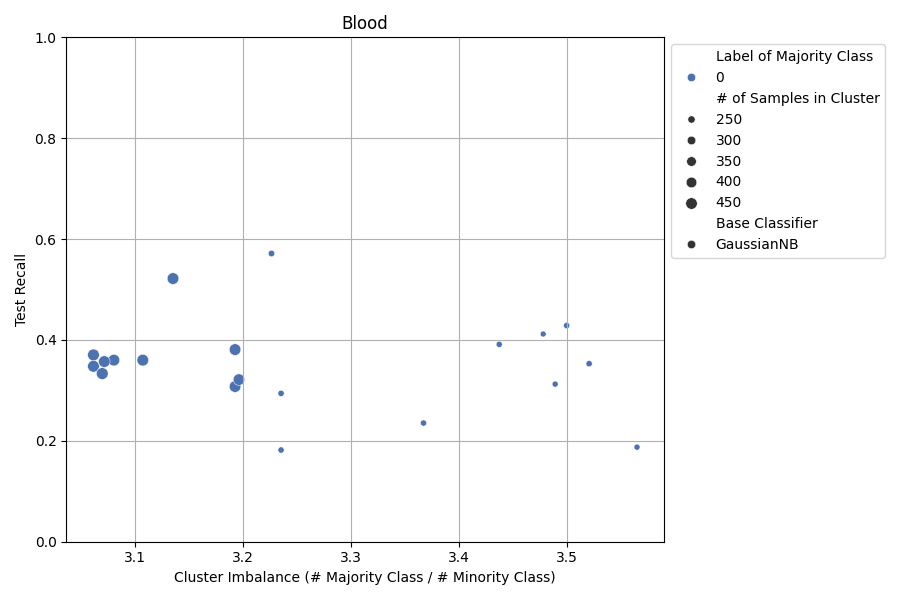 Blood
Test Recall
1.0
0.8
0.6
0.4
0.2
0.0
3.1
3.2
3.3
3.4
3.5
Cluster Imbalance (# Majority Class / # Minority Class)
Label of Majority Class
0
# of Samples in Cluster
250
300
350
400
450
Base Classifier
GaussianNB